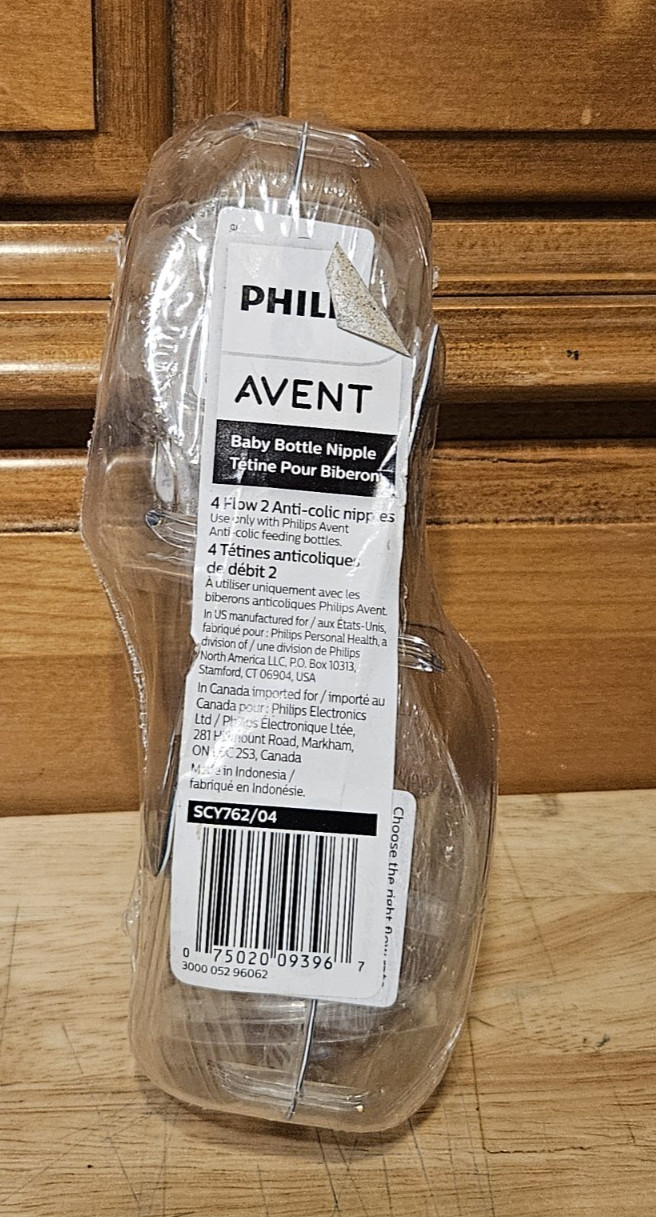 PHILI
AVENT
Baby Bottle Nipple
Tétine Pour Biberon
4 Flow 2 Anti-colic nipples
Use only with Philips Avent
Anti-colic feeding bottles.
4 Tétines anticoliques
de débit 2
À utiliser uniquement avec les
biberons anticoliques Philips Avent.
In US manufactured for / aux États-Unis,
fabriqué pour : Philips Personal Health, a
division of / une division de Philips
North America LLC, P.O. Box 10313,
Stamford, CT 06904, USA
In Canada imported for / importé au
Canada pour : Philips Electronics
Ltd / Philips Électronique Ltée,
281 Road, Markham,
ON 2S3, Canada
Made in Indonesia /
fabriqué en Indonésie.
SCY762/04
0 75020 09396 7
3000 052 96062
Choose the right flow